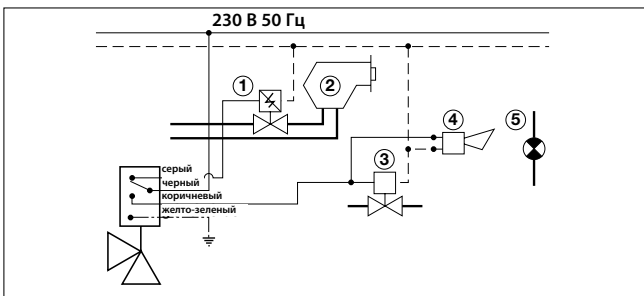 230 В 50 Гц
1
2
4
5
3
серый
черный
коричневый
желто-зеленый